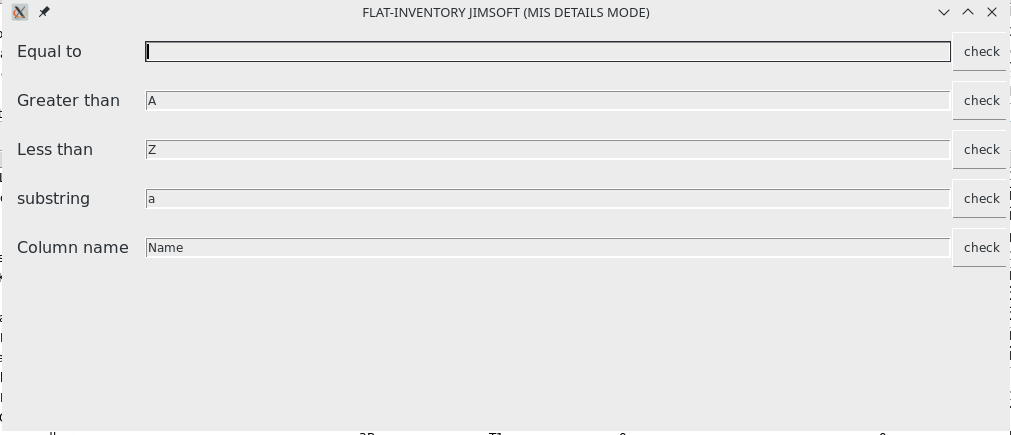 FLAT-INVENTORY JIMSOFT (MIS DETAILS MODE)
Equal to check
Greater than A check
Less than Z check
substring a check
Column name Name check